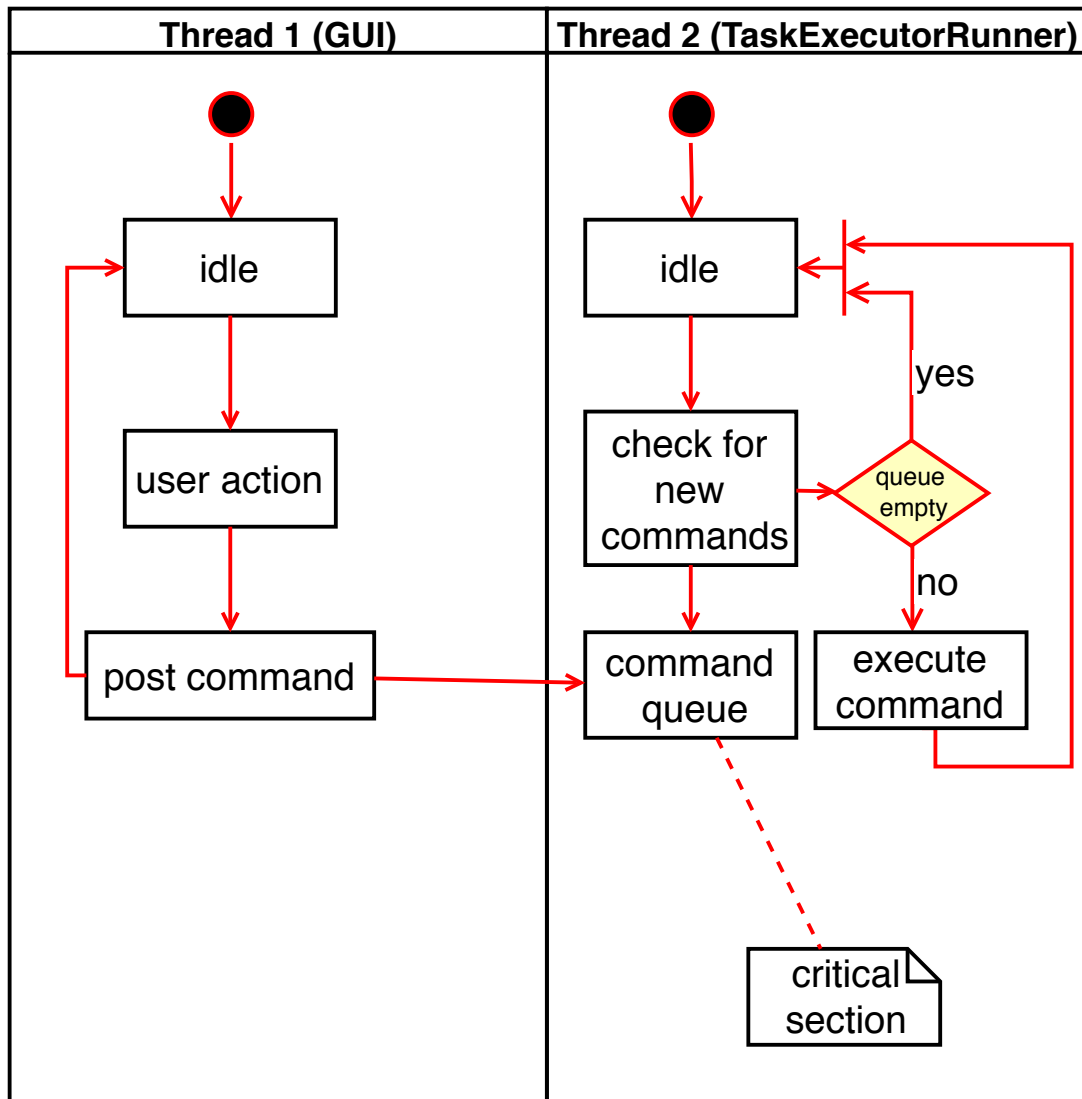 Thread 1 (GUI)
Thread 2 (TaskExecutorRunner)
idle
user action
post command
idle
yes
check for
new
commands
queue
empty
no
command
queue
execute
command
critical
section